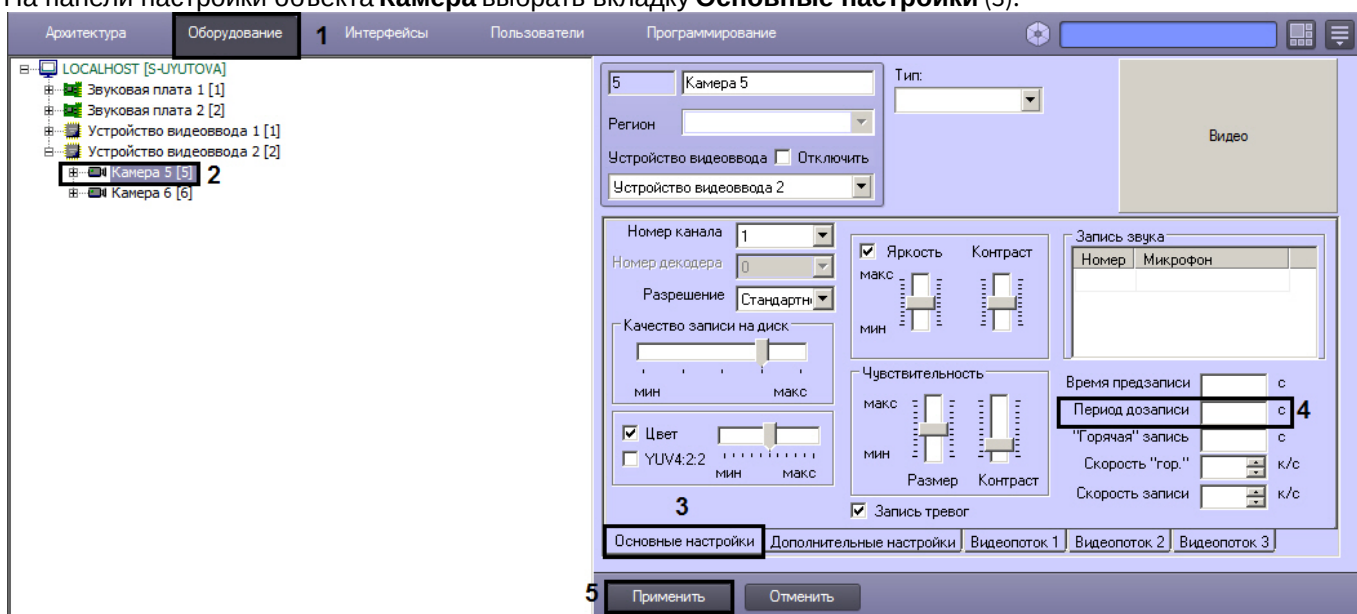 На панели настройки объекта Камера выбрать вкладку Основные настройки (3).
Архитектура Оборудование 1 Интерфейсы Пользователи Программирование
LOCALHOST [S-UYUTOVA]
Звуковая плата 1 [1]
Звуковая плата 2 [2]
Устройство видеоввода 1 [1]
Устройство видеоввода 2 [2]
Камера 5 [5] 2
Камера 6 [6]
5 Камера 5
Тип:
Регион
Устройство видеоввода Отключить
Устройство видеоввода 2
Видео
Номер канала 1
Номер декодера 0
Разрешение Стандартн
Качество записи на диск
мин макс
Цвет
YUV4:2:2
мин макс
3
Яркость Контраст
макс
мин
Чувствительность
макс
мин
Размер Контраст
Запись тревог
Запись звука
Номер Микрофон
Время предзаписи с
Период дозаписи с 4
"Горячая" запись с
Скорость "гор." к/с
Скорость записи к/с
Основные настройки Дополнительные настройки Видеопоток 1 Видеопоток 2 Видеопоток 3
5 Применить Отменить